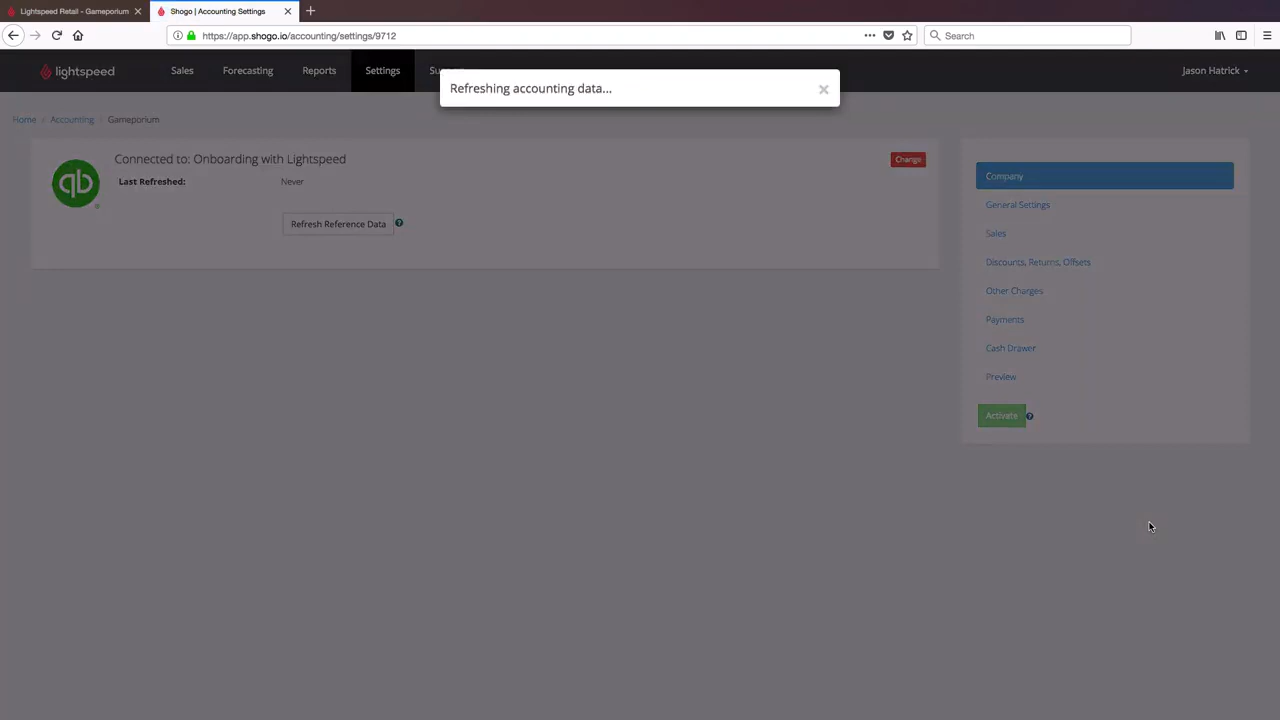 Lightspeed Retail - Gameporium
Shogo | Accounting Settings
https://app.shogo.io/accounting/settings/9712
Search
lightspeed
Sales
Forecasting
Reports
Settings
Jason Hatrick
Refreshing accounting data...
Home / Accounting / Gameporium
qb
Connected to: Onboarding with Lightspeed
Change
Last Refreshed: Never
Refresh Reference Data
Company
General Settings
Sales
Discounts, Returns, Offsets
Other Charges
Payments
Cash Drawer
Preview
Activate